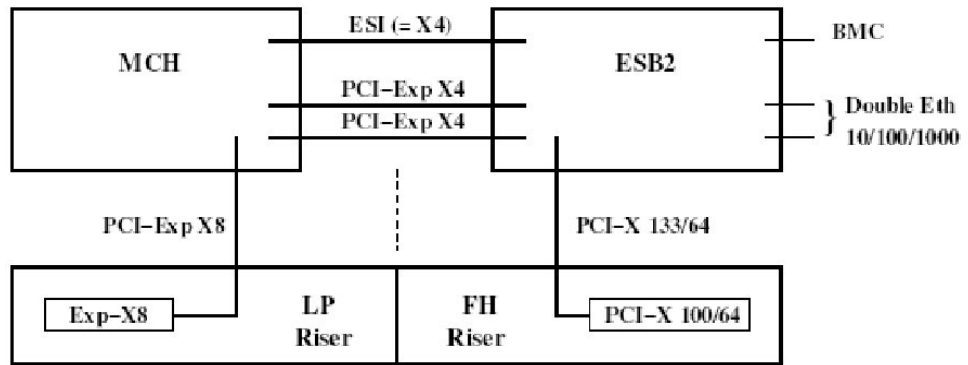 ESI (= X4)
MCH
ESB2
BMC
PCI-Exp X4
PCI-Exp X4
} Double Eth
10/100/1000
PCI-Exp X8
PCI-X 133/64
Exp-X8
LP
Riser
FH
Riser
PCI-X 100/64